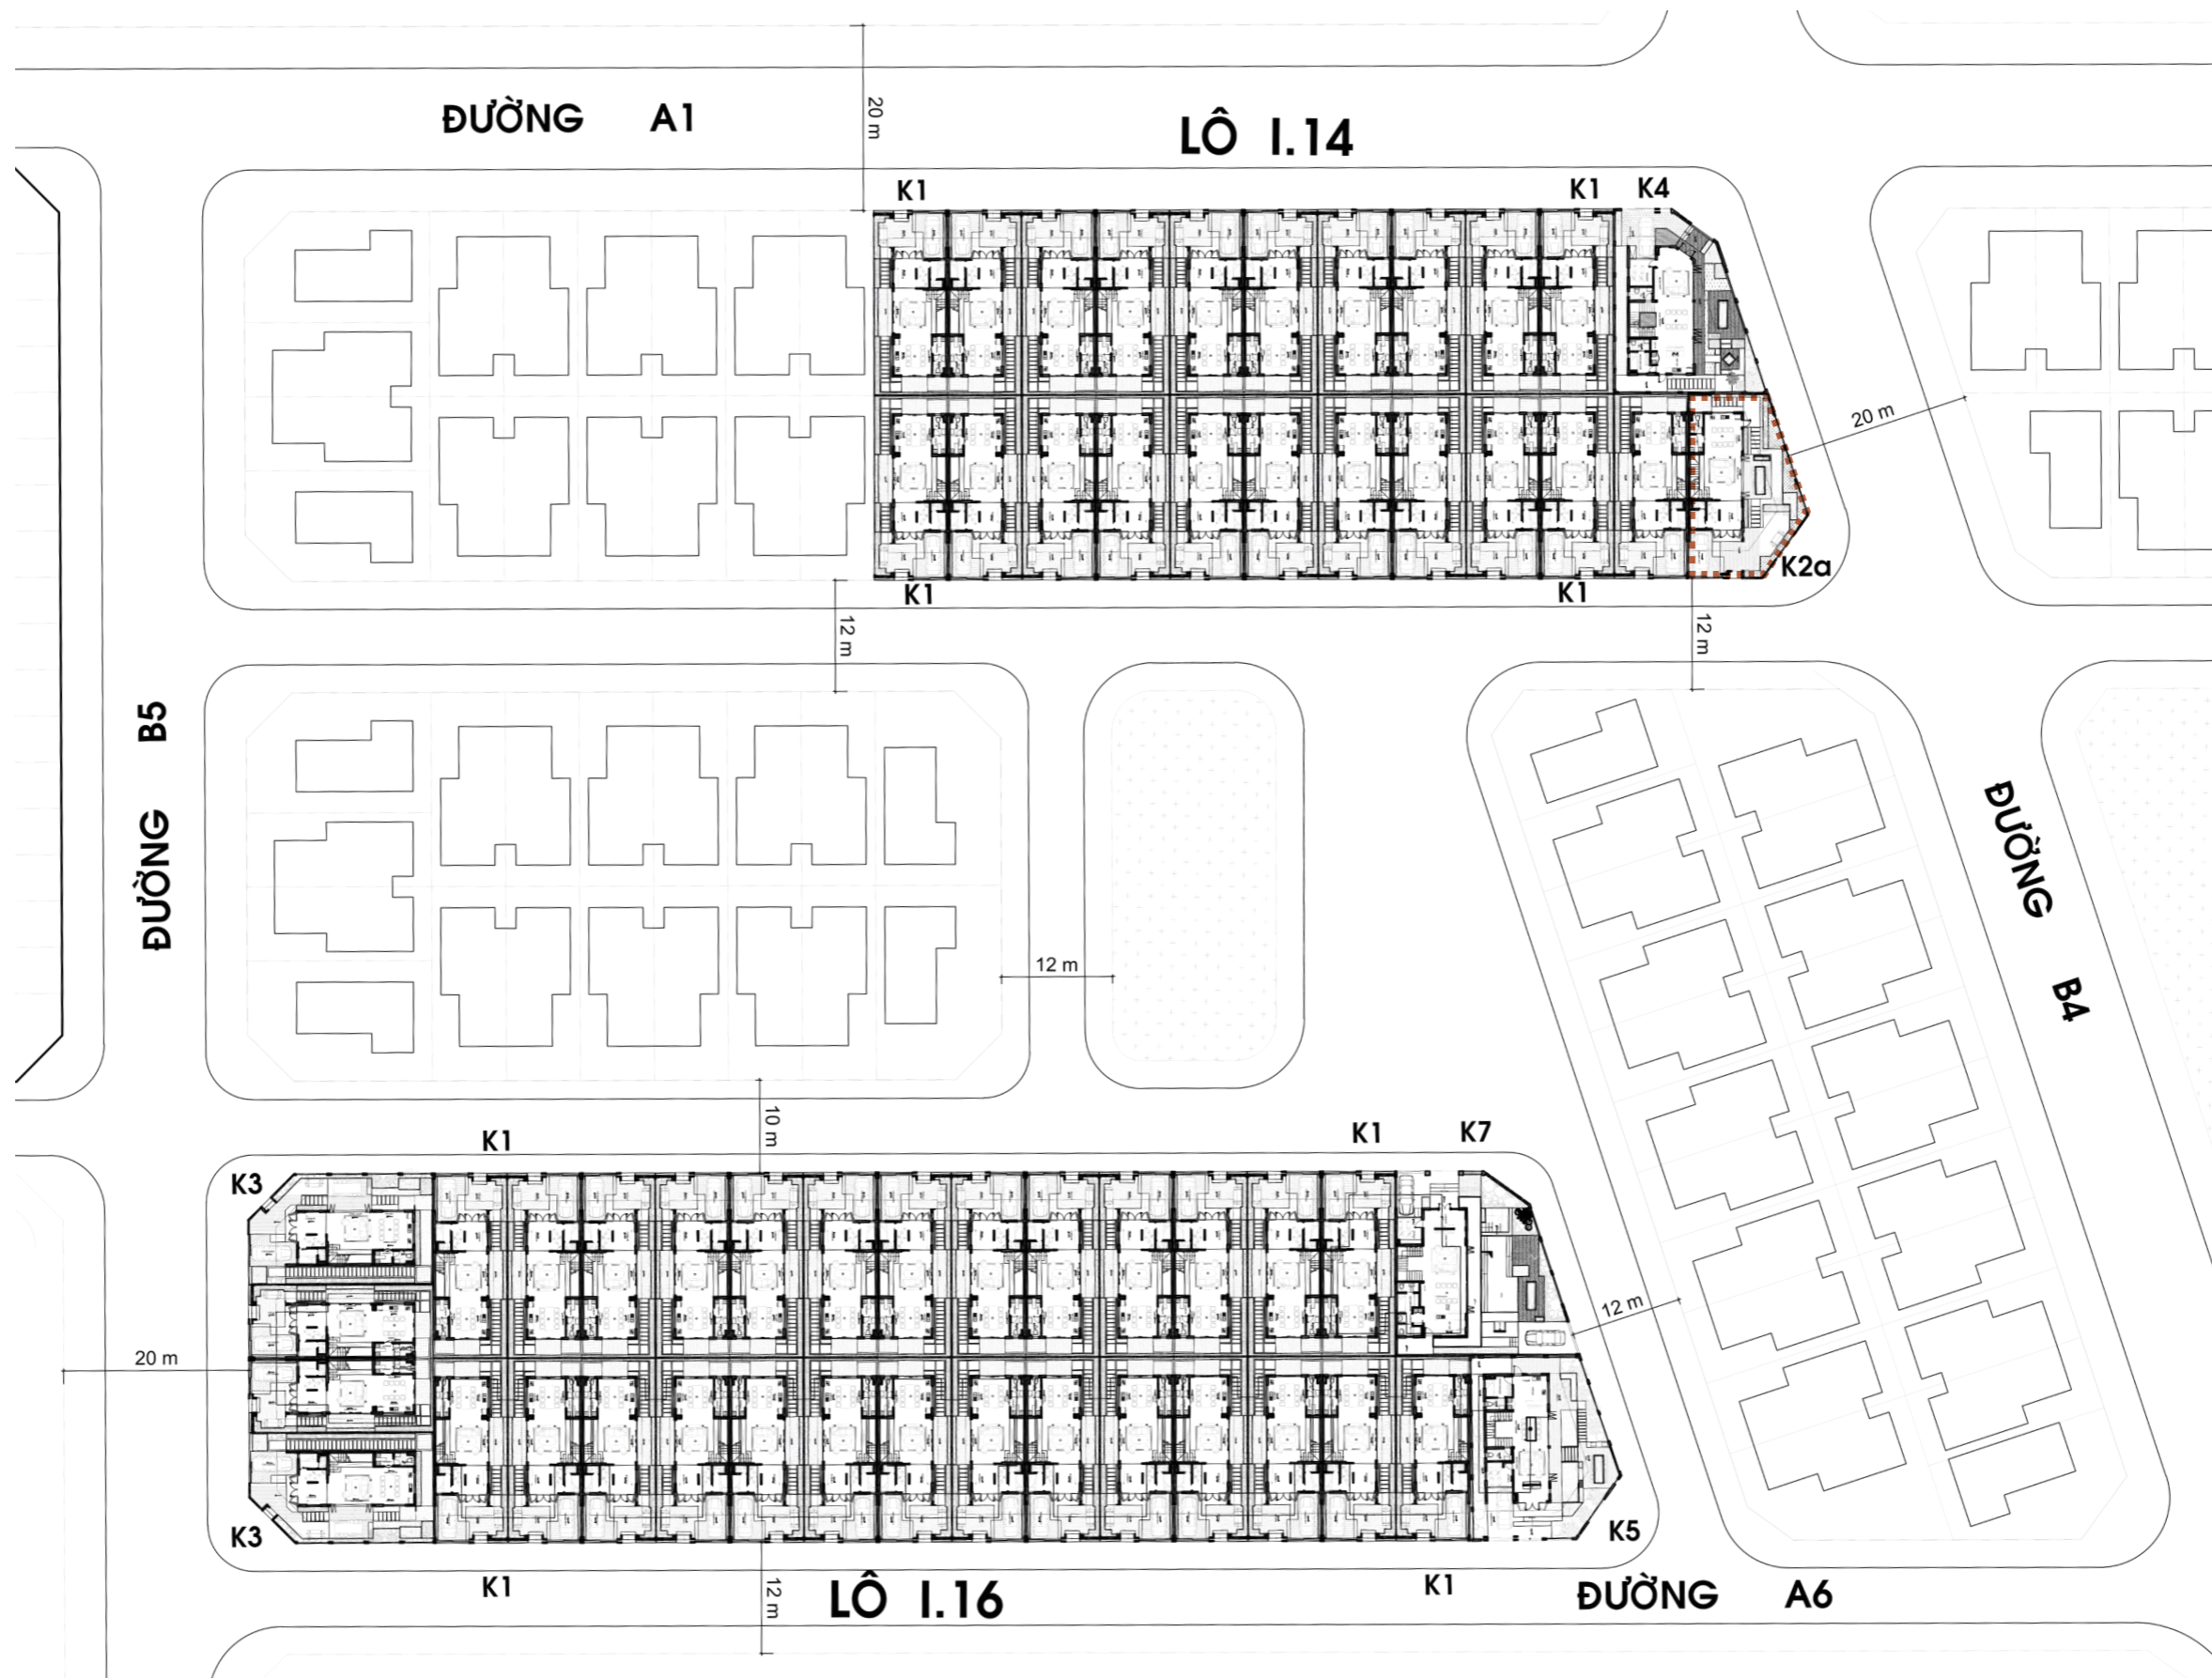 ĐƯỜNG A1
20 m
LÔ I.14
K1
K1 K4
20 m
K2a
K1
K1
12 m
12 m
ĐƯỜNG B5
ĐƯỜNG B4
12 m
10 m
K1
K1 K7
K3
12 m
20 m
K3
K5
K1
K1
12 m
LÔ I.16
ĐƯỜNG A6